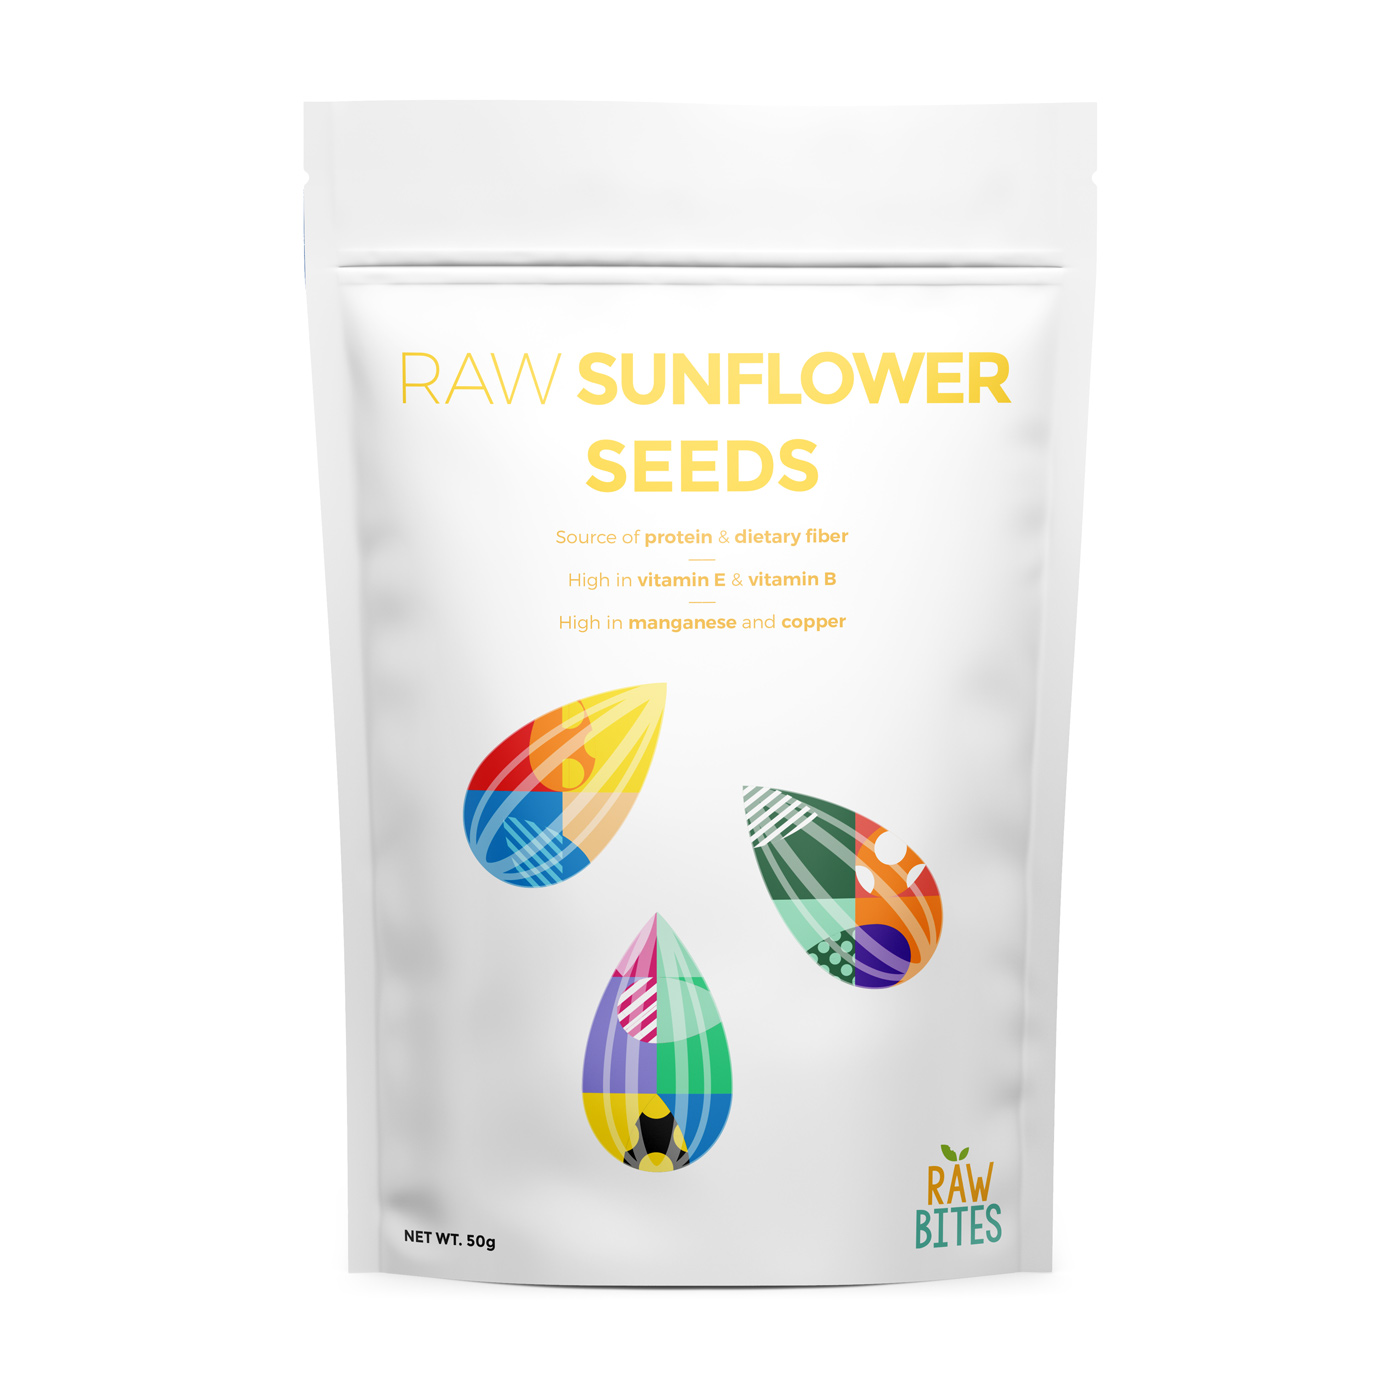 RAW SUNFLOWER
SEEDS
Source of protein & dietary fiber
High in vitamin E & vitamin B
High in manganese and copper
NET WT. 50g
RAW
BITES